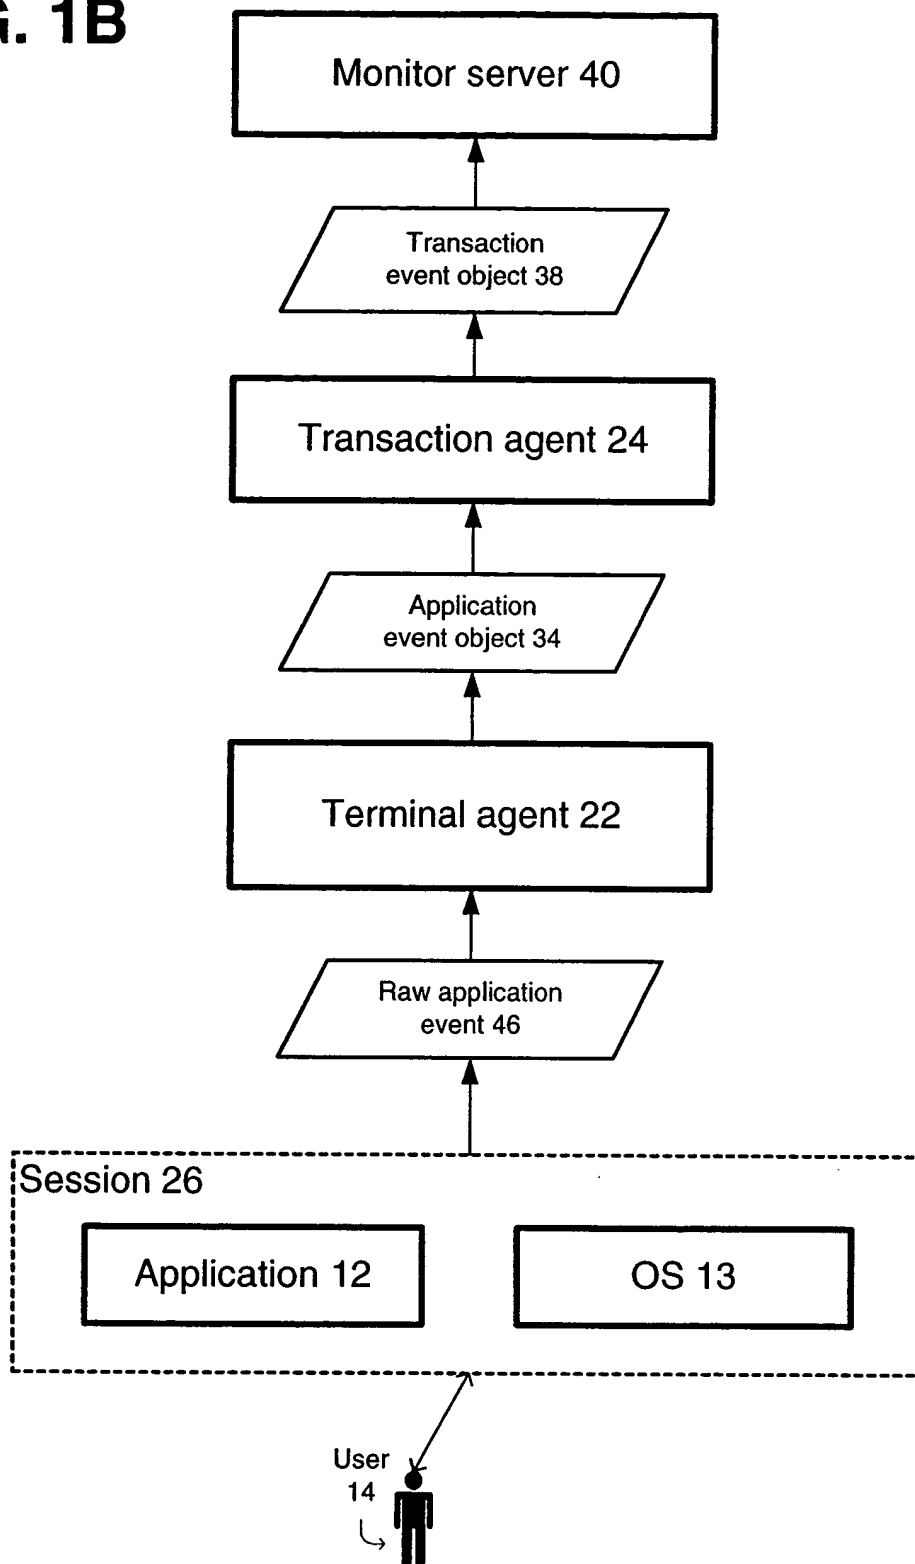 G. 1B
Monitor server 40
Transaction
event object 38
Transaction agent 24
Application
event object 34
Terminal agent 22
Raw application
event 46
Session 26
Application 12
OS 13
User
14